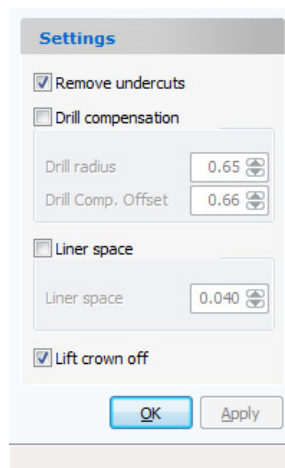 Settings
Remove undercuts
Drill compensation
Drill radius 0.65
Drill Comp. Offset 0.66
Liner space
Liner space 0.040
Lift crown off
OK Apply